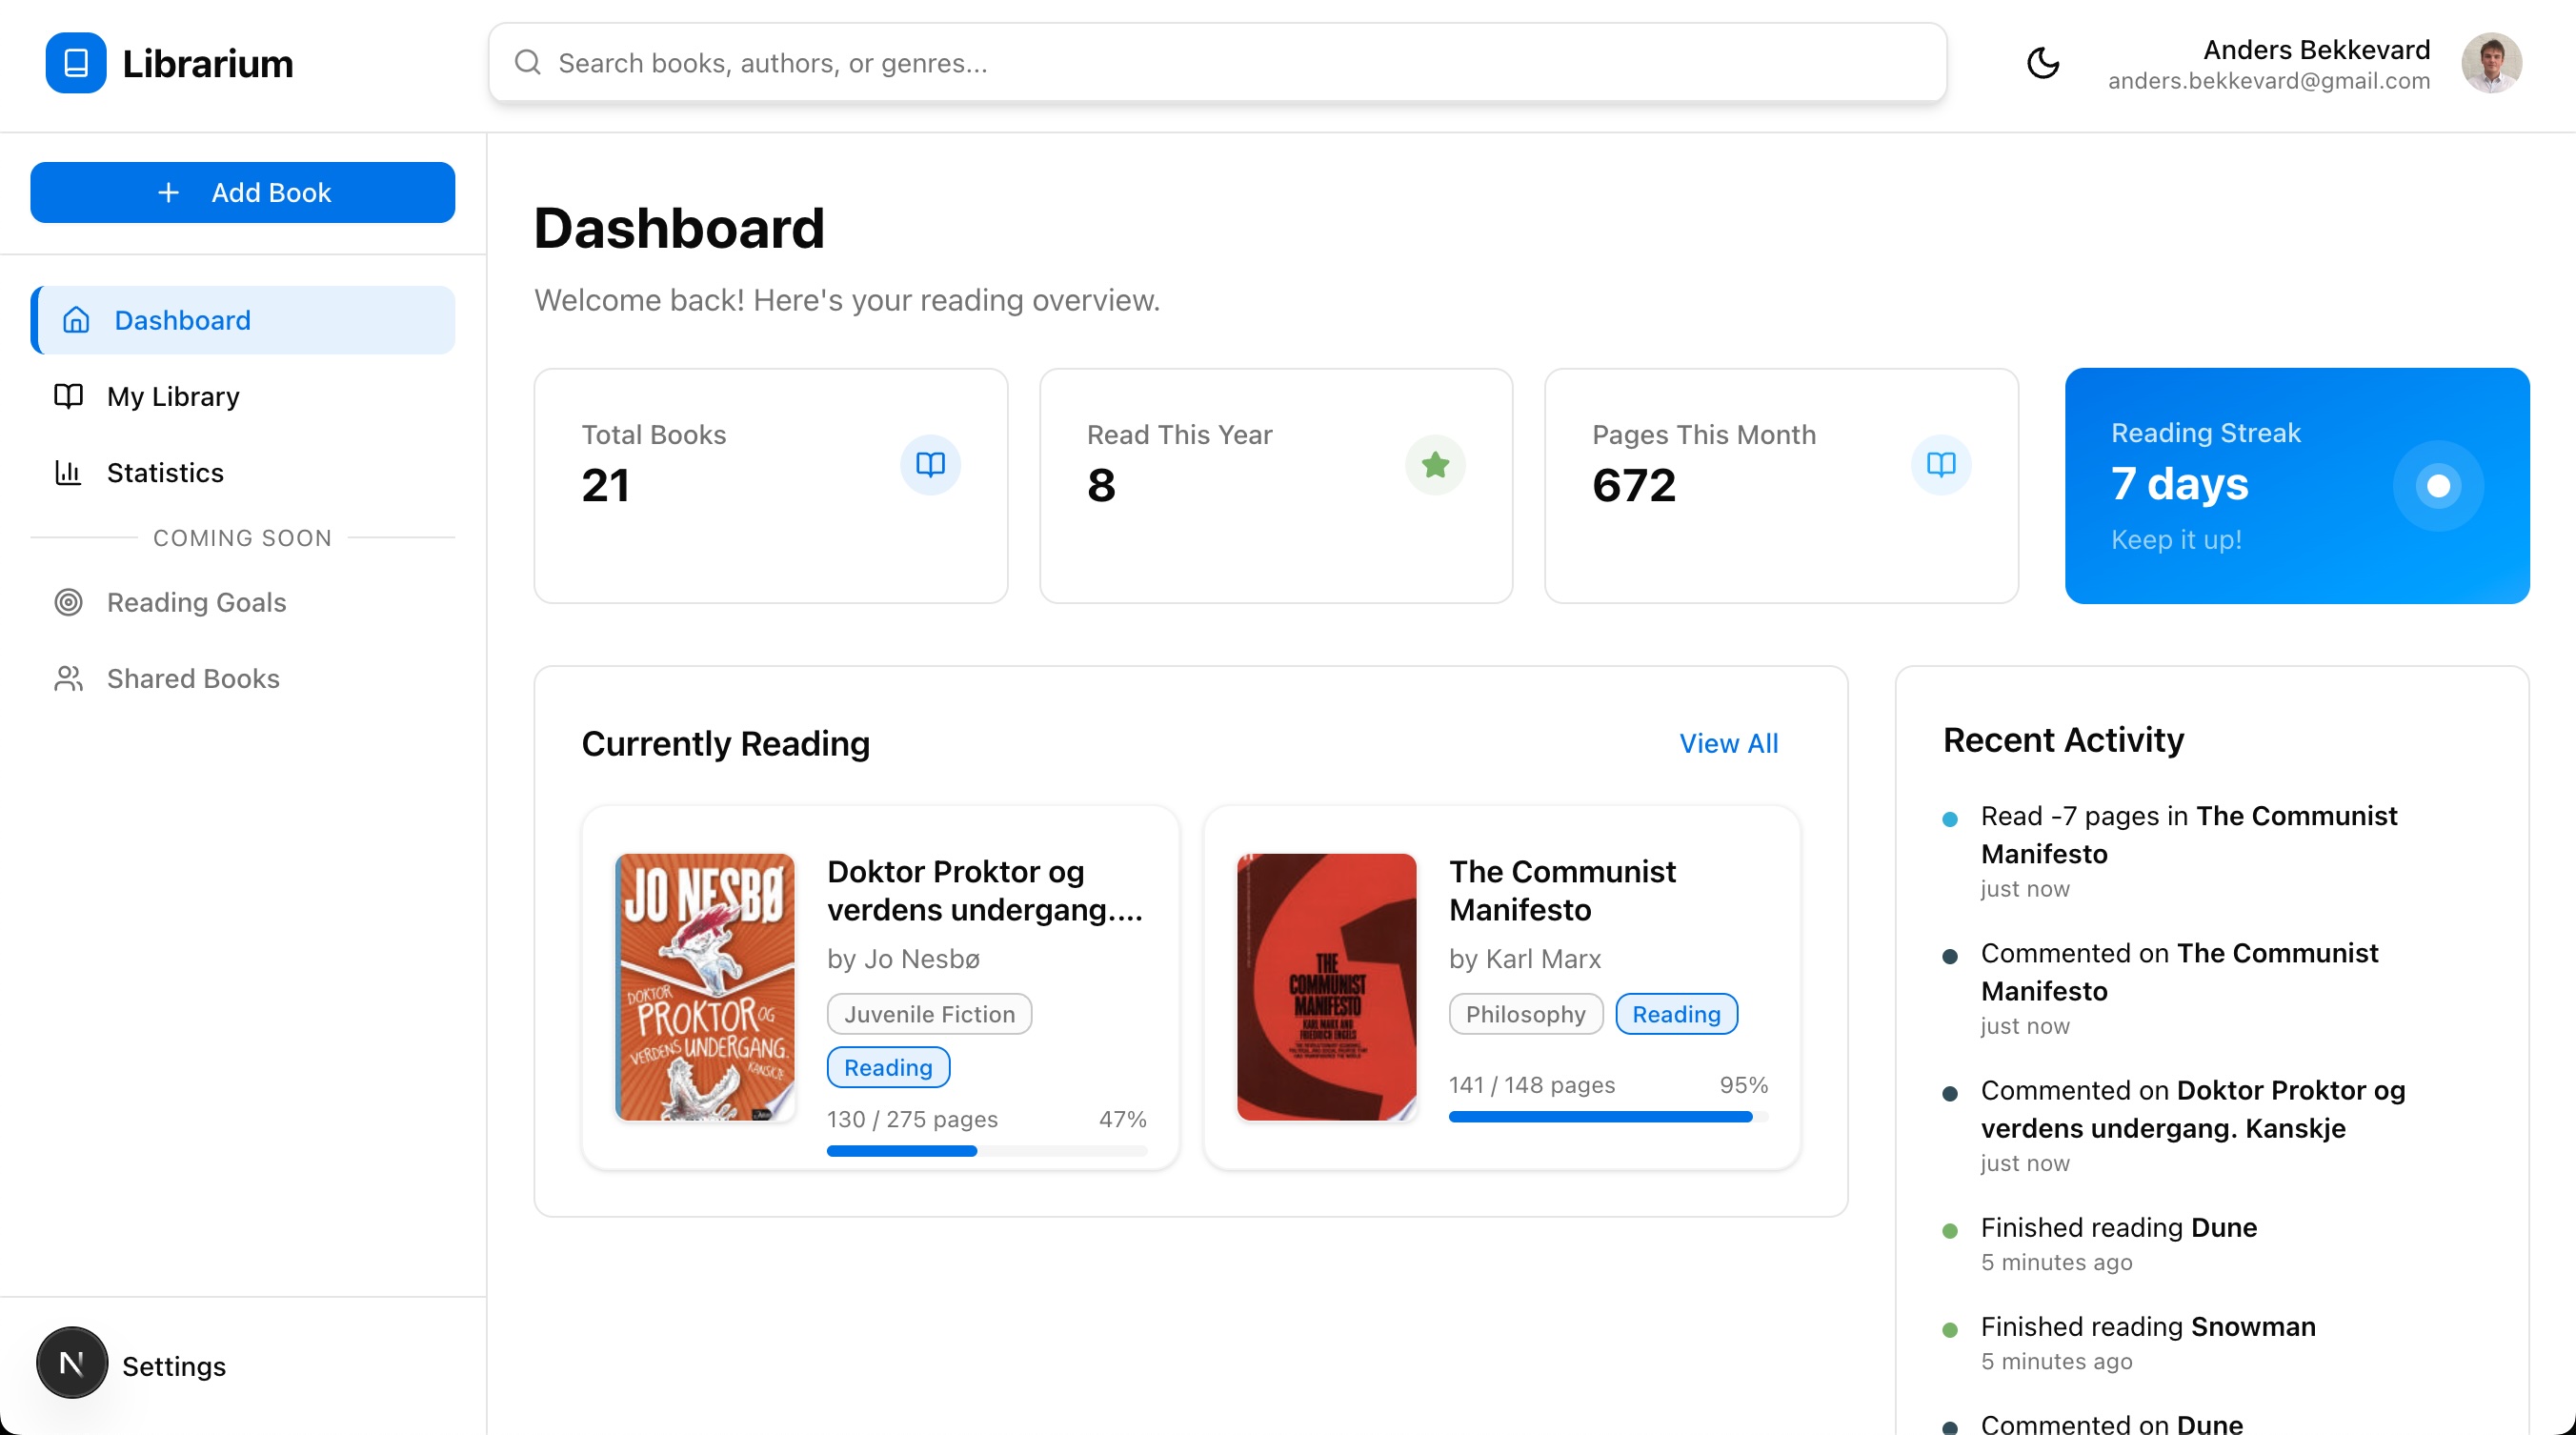 Librarium
Search books, authors, or genres...
Anders Bekkevard
anders.bekkevard@gmail.com
Add Book
Dashboard
My Library
Statistics
COMING SOON
Reading Goals
Shared Books
N
Settings
Dashboard
Welcome back! Here's your reading overview.
Total Books
21
Read This Year
8
Pages This Month
672
Reading Streak
7 days
Keep it up!
Currently Reading
View All
JO NESBØ
DOKTOR
PROKTOR OG
VERDENS UNDERGANG.
KANSKJE
Doktor Proktor og
verdens undergang....
by Jo Nesbø
Juvenile Fiction
Reading
130 / 275 pages
47%
THE
COMMUNIST
MANIFESTO
KARL MARX AND
FRIEDRICH ENGELS
The Communist
Manifesto
by Karl Marx
Philosophy
Reading
141 / 148 pages
95%
Recent Activity
Read -7 pages in The Communist
Manifesto
just now
Commented on The Communist
Manifesto
just now
Commented on Doktor Proktor og
verdens undergang. Kanskje
just now
Finished reading Dune
5 minutes ago
Finished reading Snowman
5 minutes ago
Commented on Dune